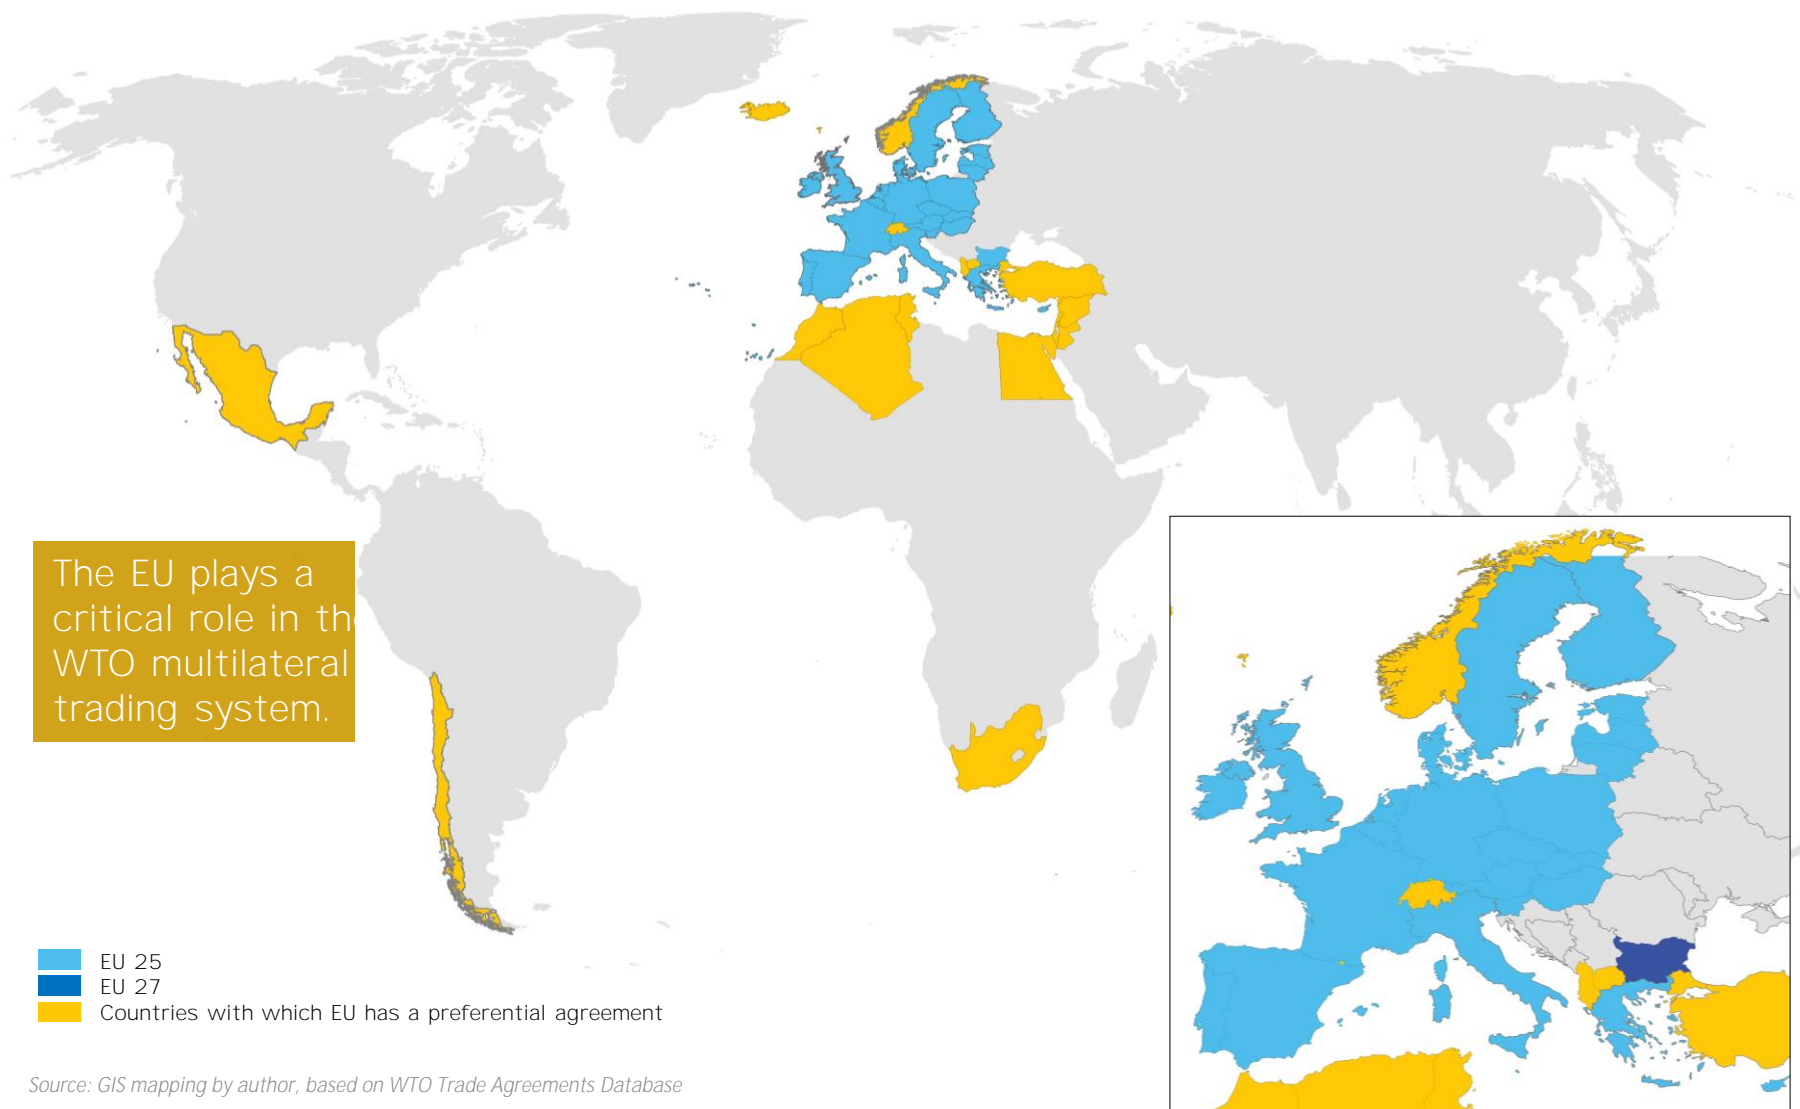 The EU plays a
critical role in the
WTO multilateral
trading system.
EU 25
EU 27
Countries with which EU has a preferential agreement
Source: GIS mapping by author, based on WTO Trade Agreements Database